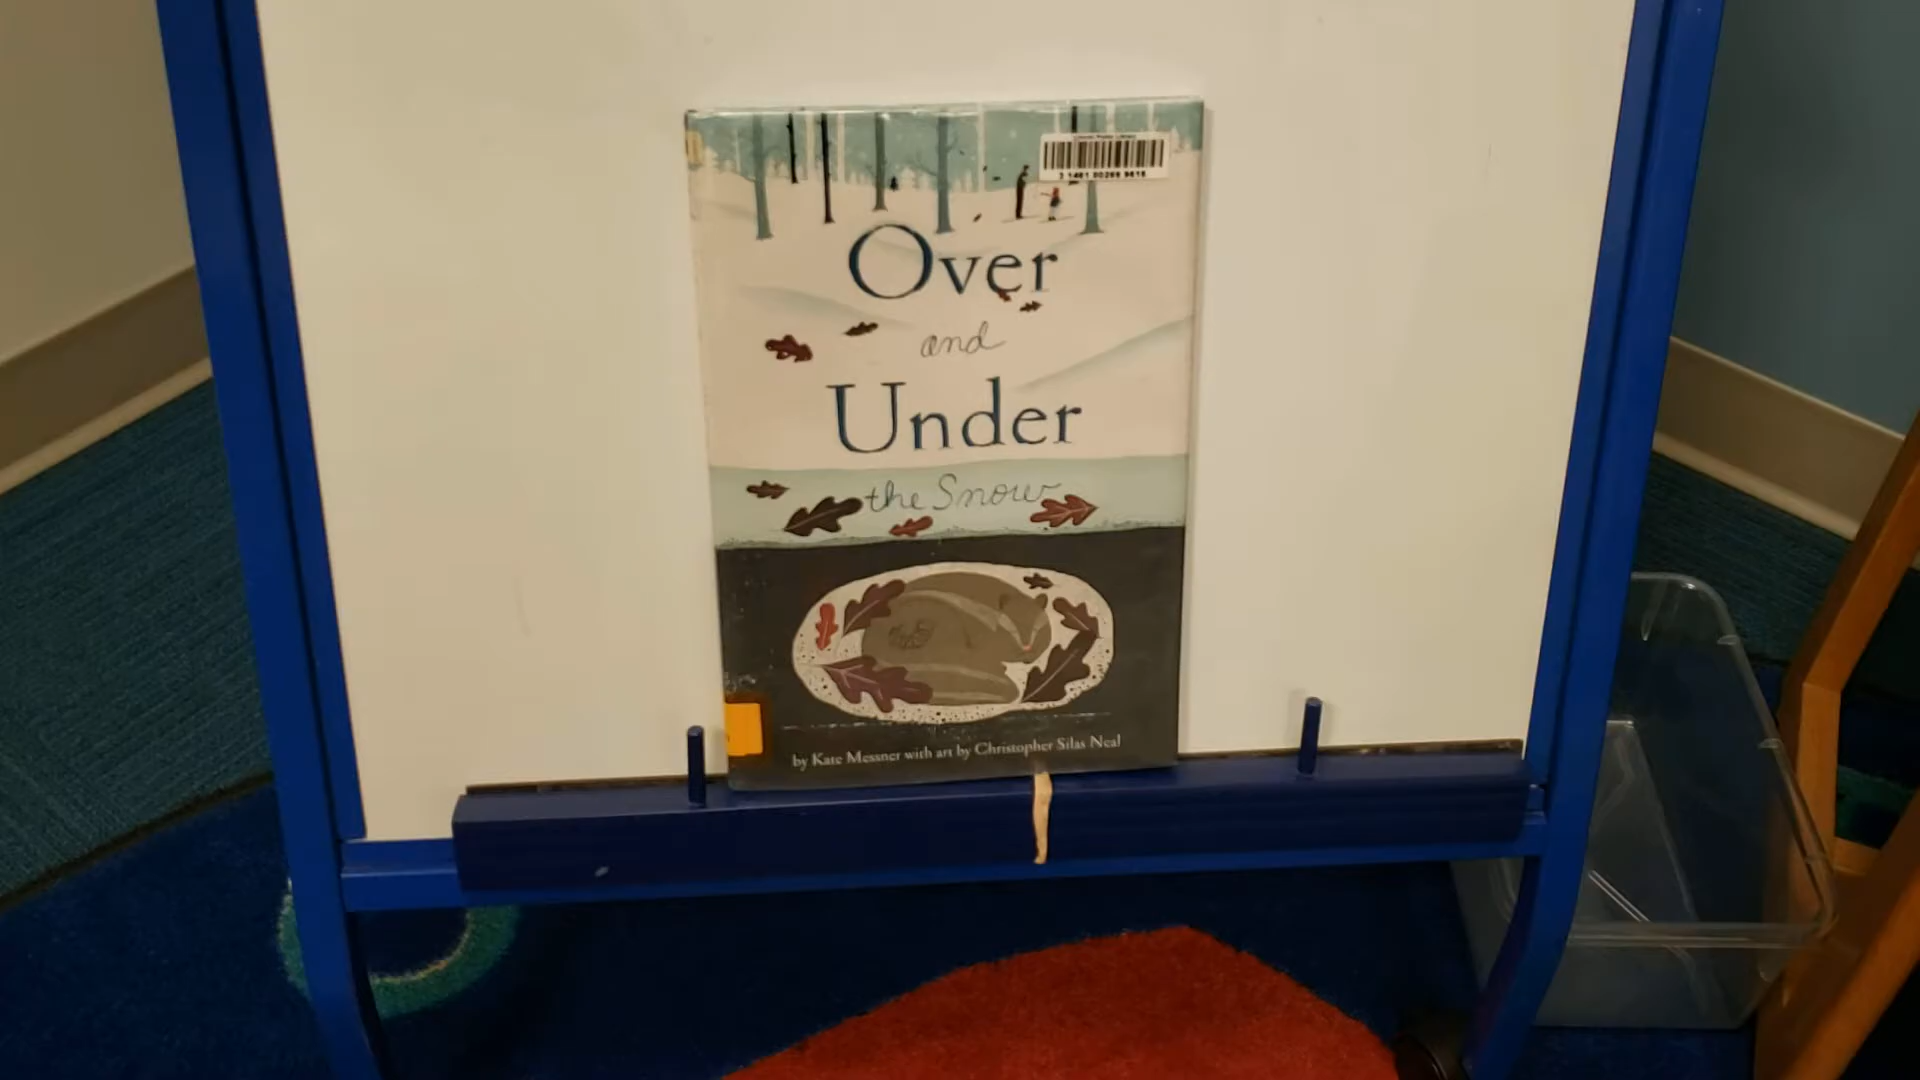 Over
and
Under
the Snow
by Kate Messner with art by Christopher Silas Neal